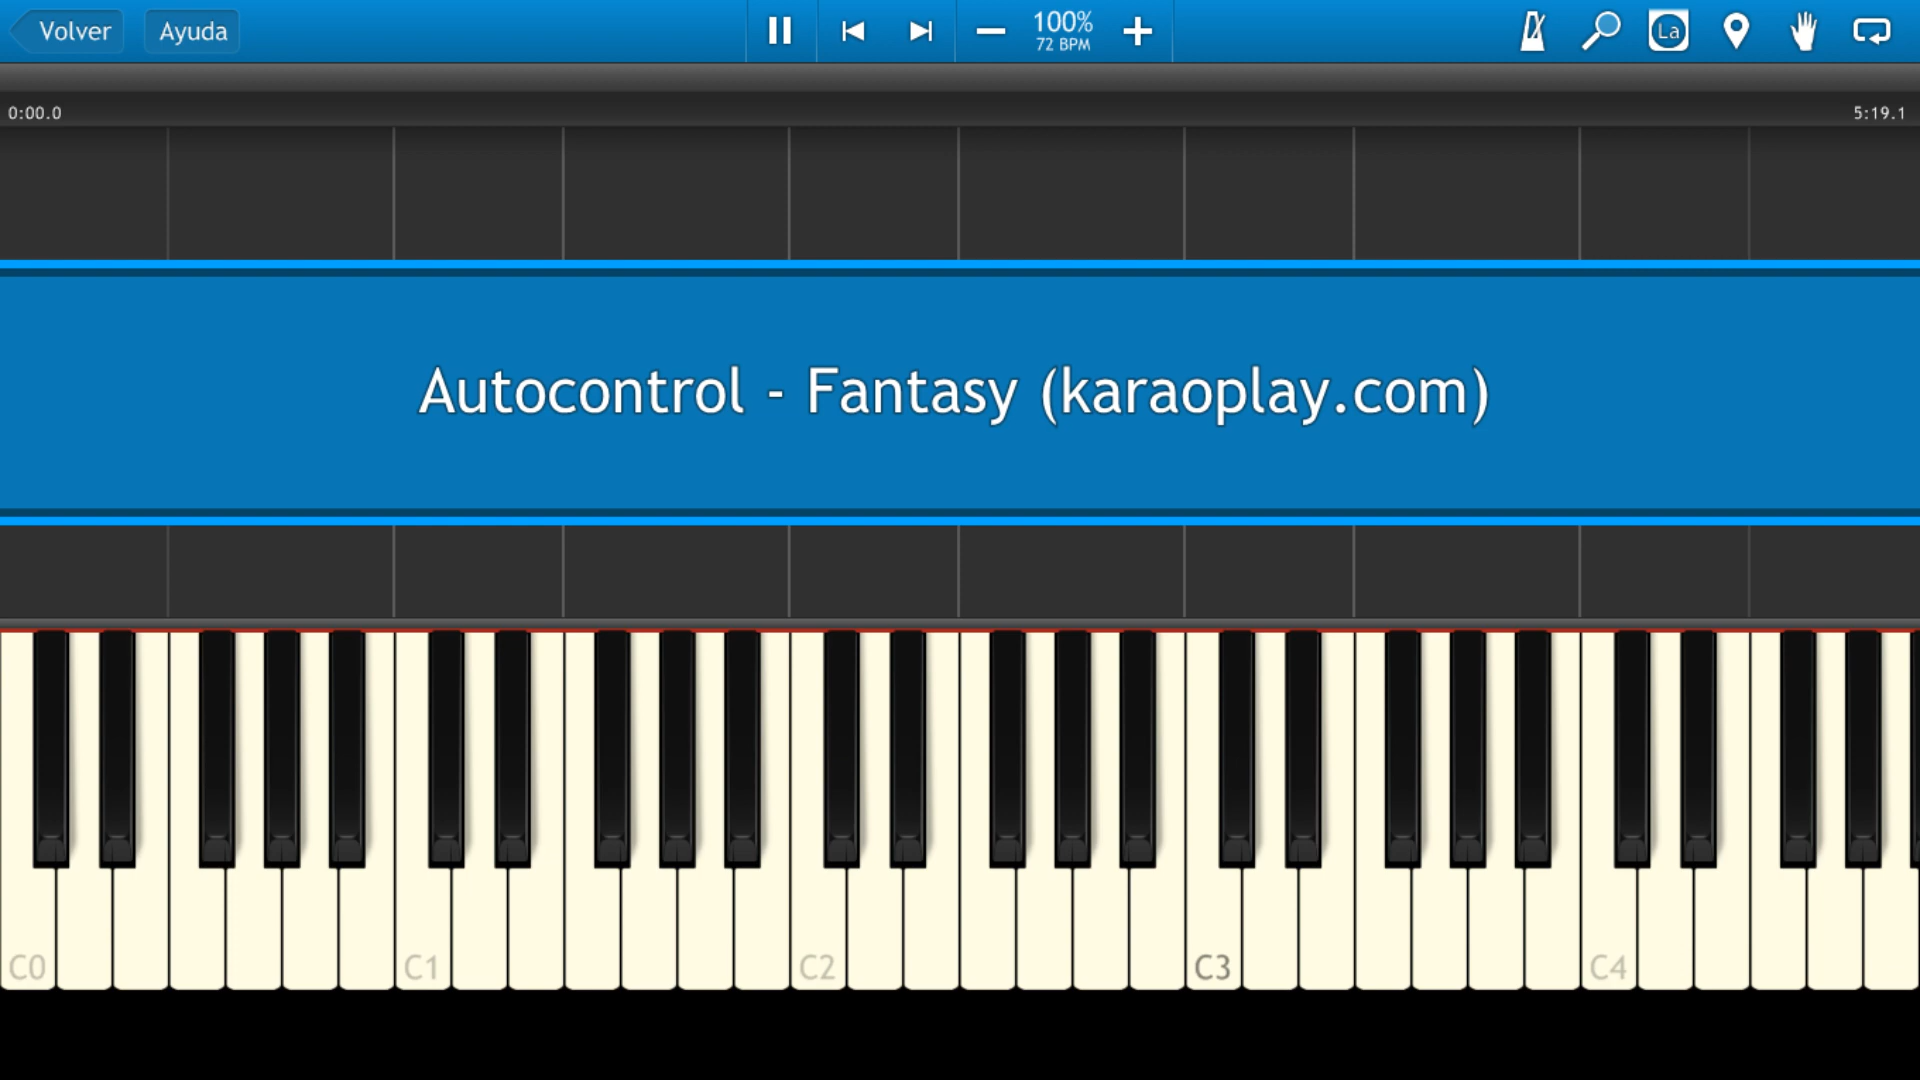 Volver
Ayuda
100%
72 BPM
La
0:00.0
5:19.1
Autocontrol - Fantasy (karaoplay.com)
C0
C1
C2
C3
C4